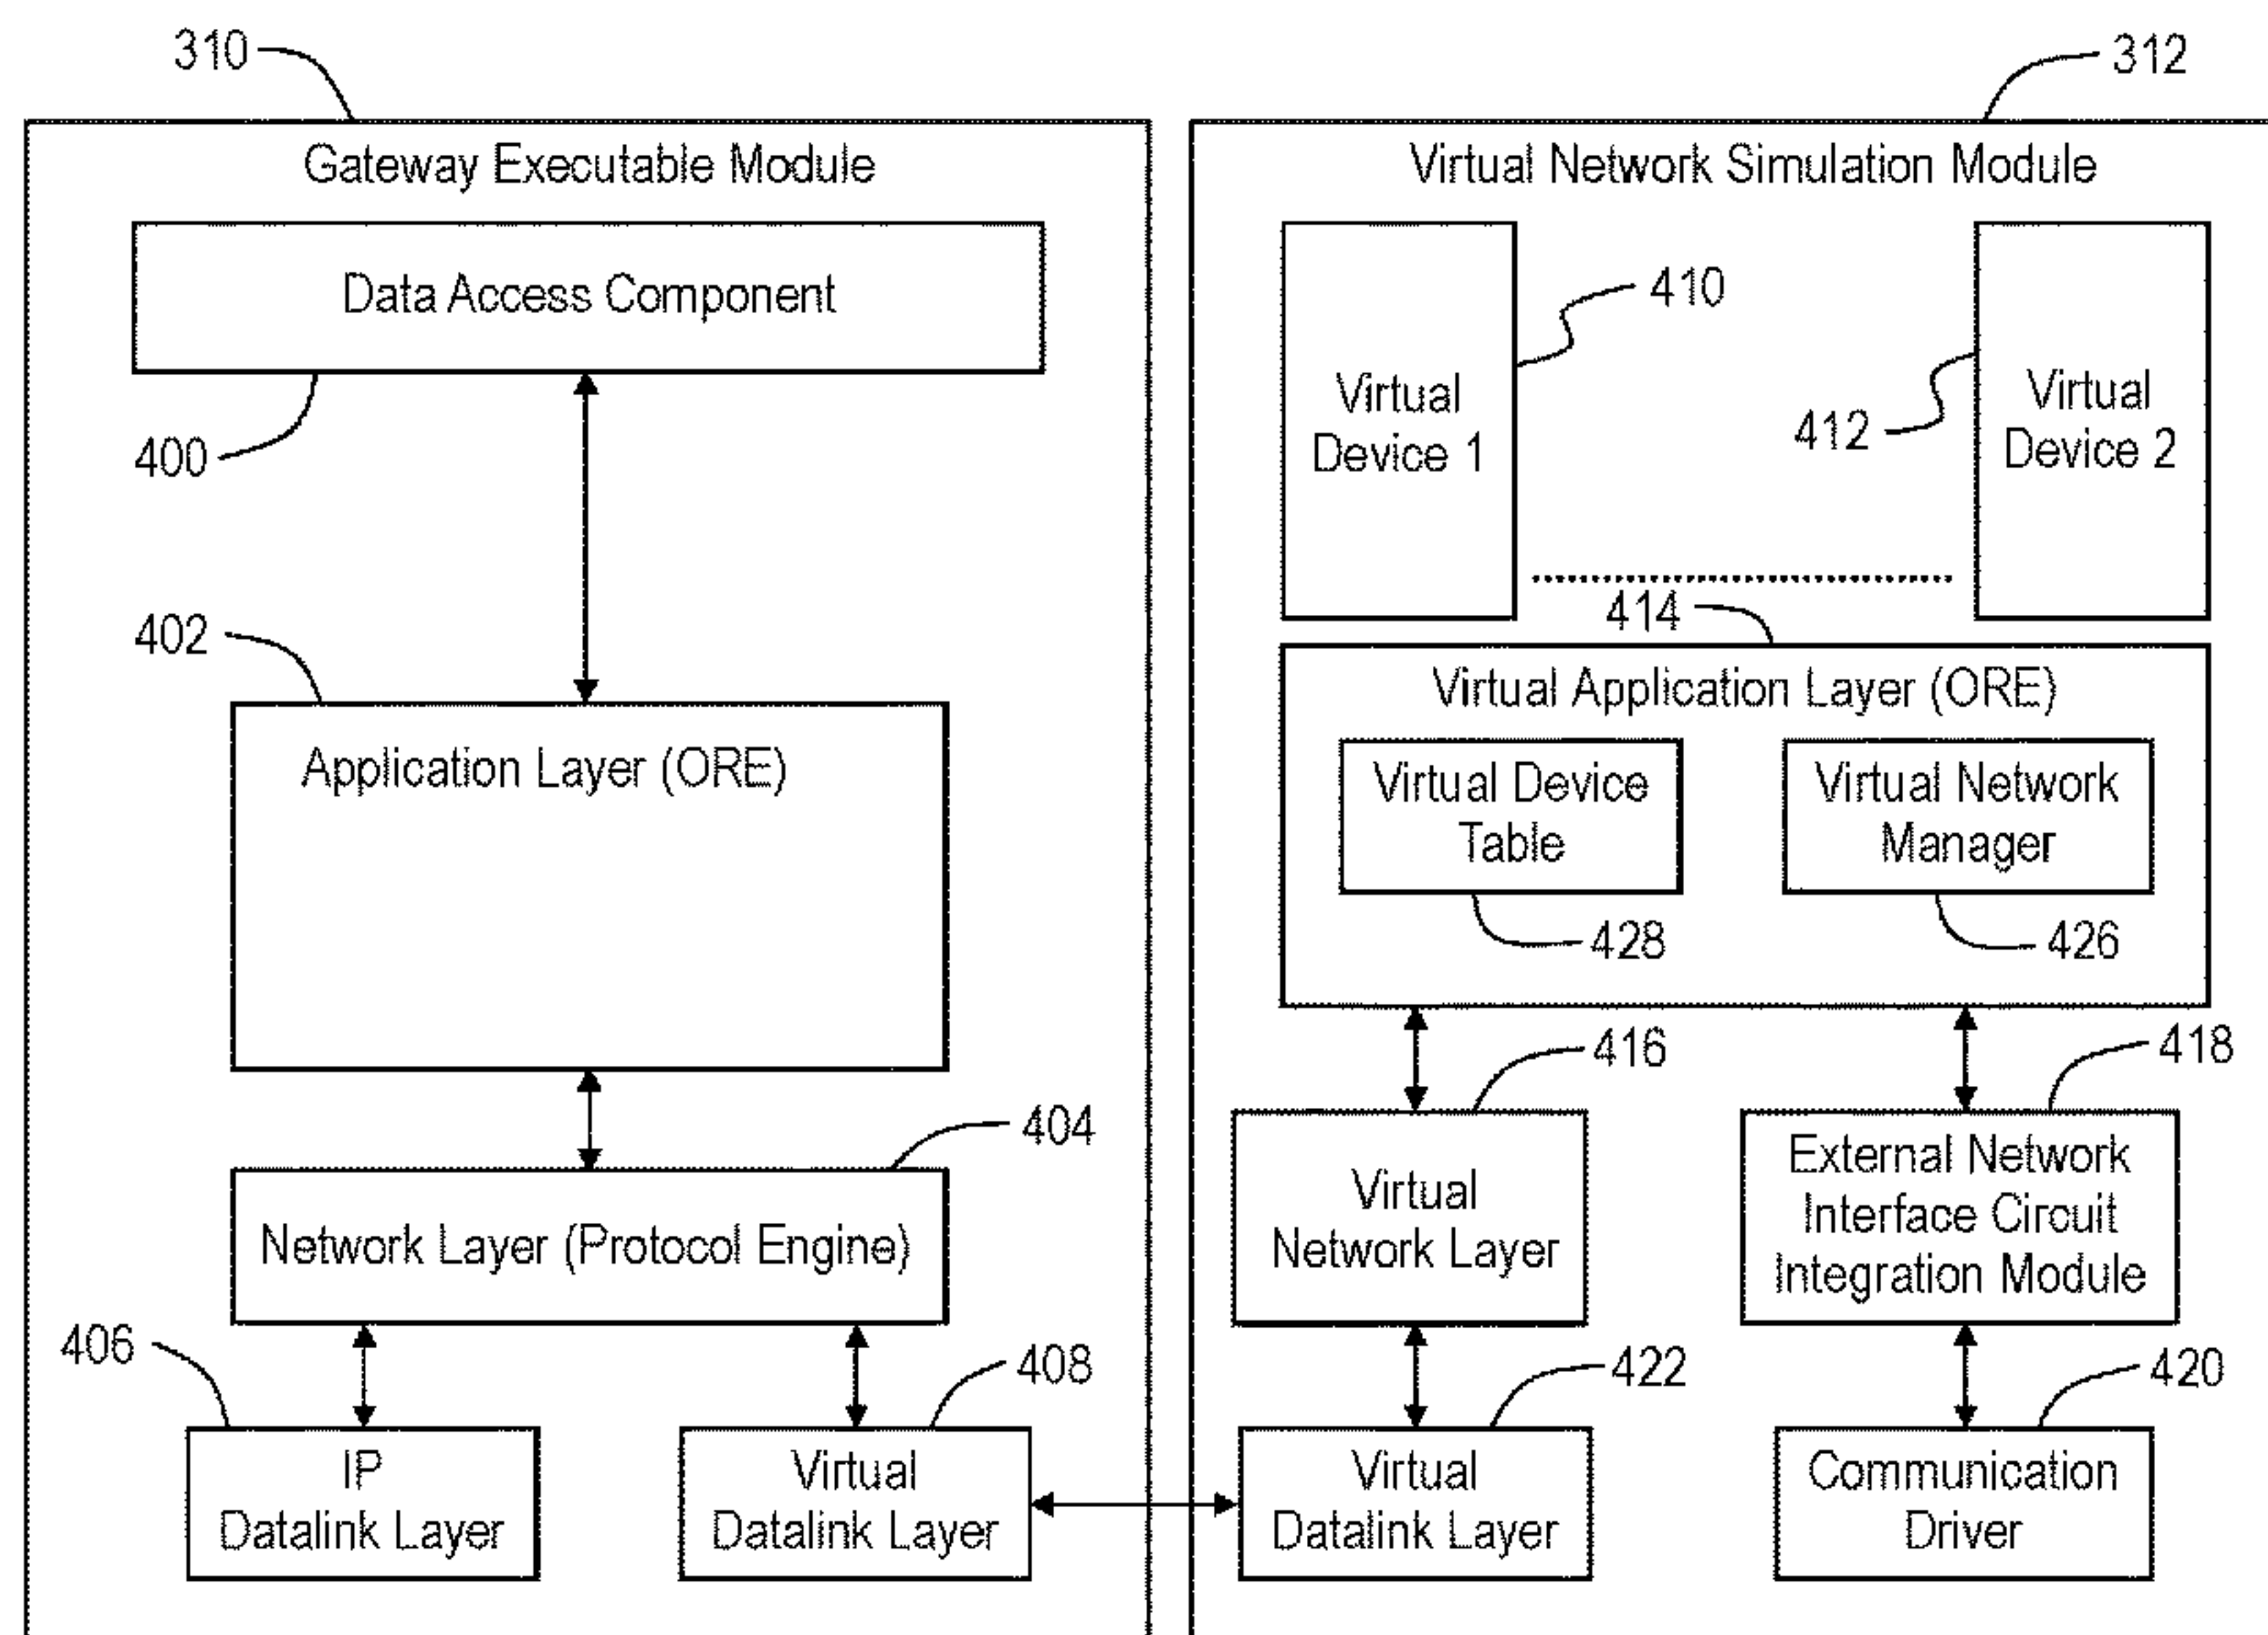 310
312
Gateway Executable Module
Data Access Component
400
402
Application Layer (ORE)
404
Network Layer (Protocol Engine)
406
408
IP
Datalink Layer
Virtual
Datalink Layer
Virtual Network Simulation Module
Virtual
Device 1
410
412
Virtual
Device 2
414
Virtual Application Layer (ORE)
Virtual Device
Table
428
Virtual Network
Manager
426
416
418
Virtual
Network Layer
External Network
Interface Circuit
Integration Module
422
420
Virtual
Datalink Layer
Communication
Driver